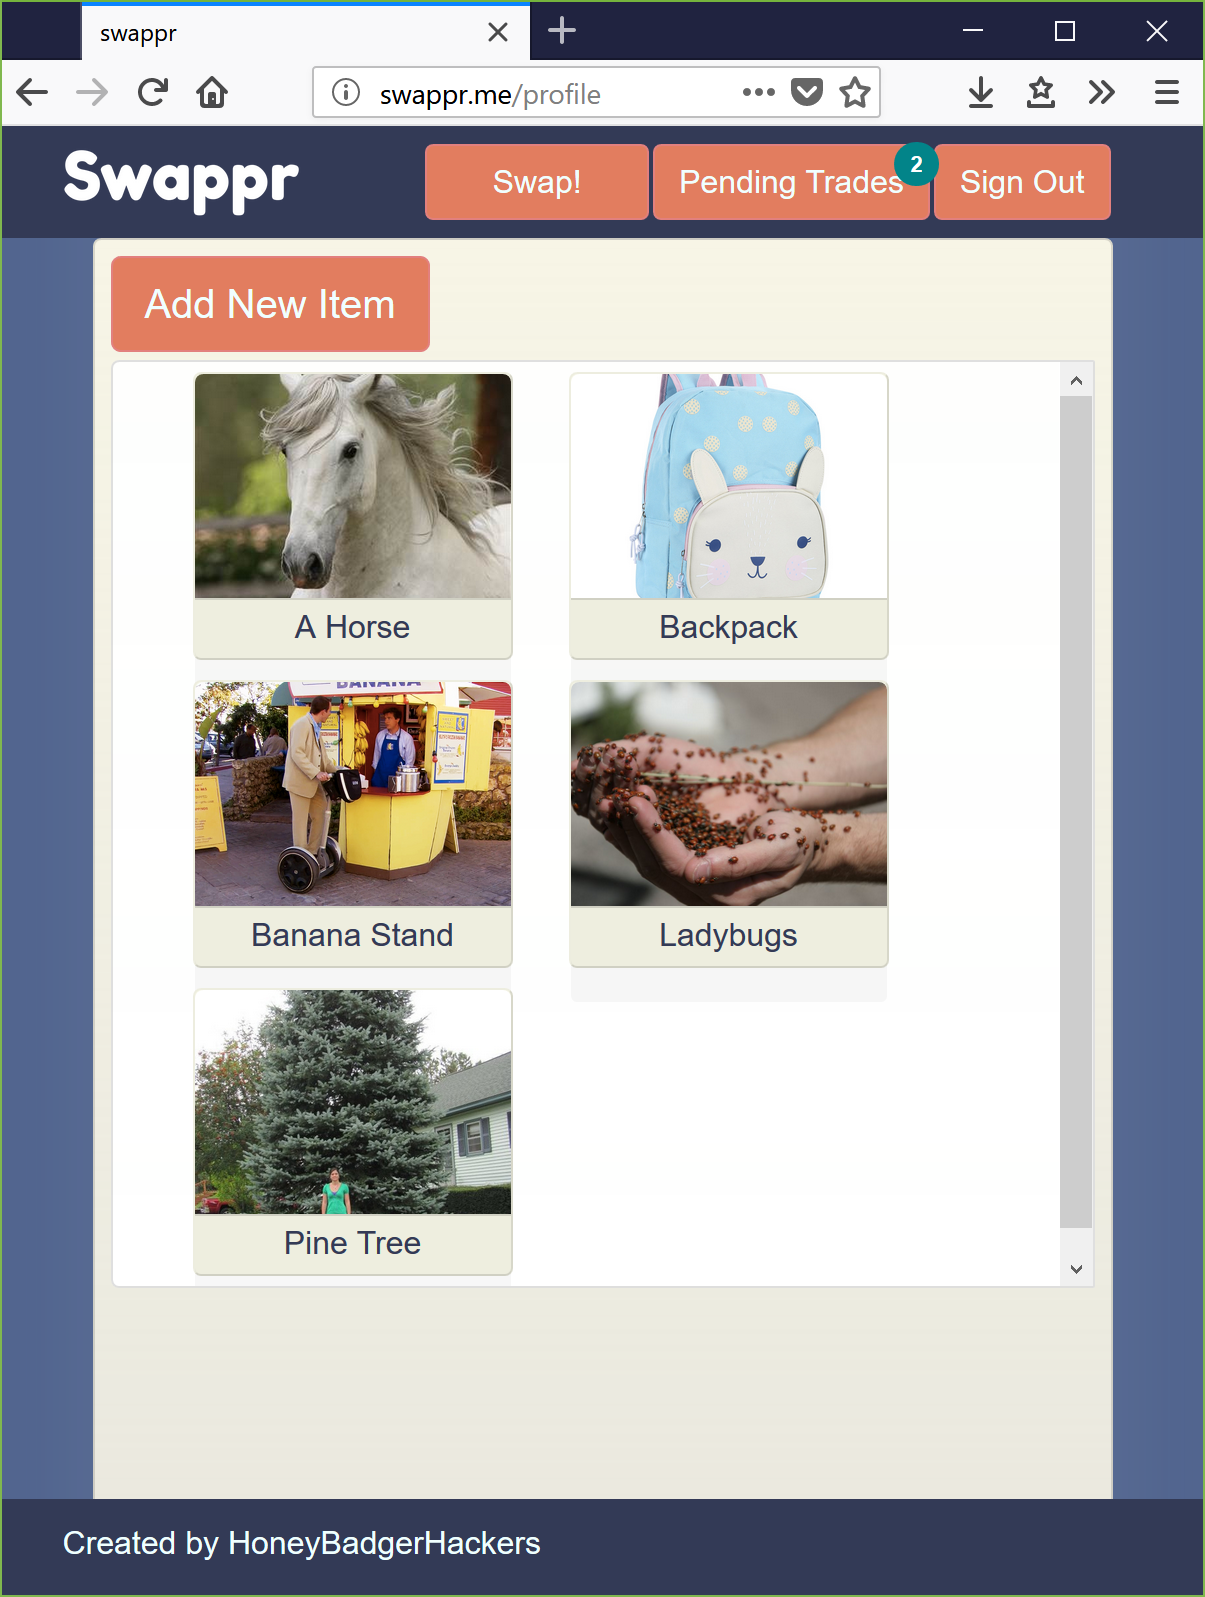 swappr
swappr.me/profile
Swappr
Swap!
Pending Trades
2
Sign Out
Add New Item
A Horse
Backpack
BANANA
Banana Stand
Ladybugs
Pine Tree
Created by HoneyBadgerHackers